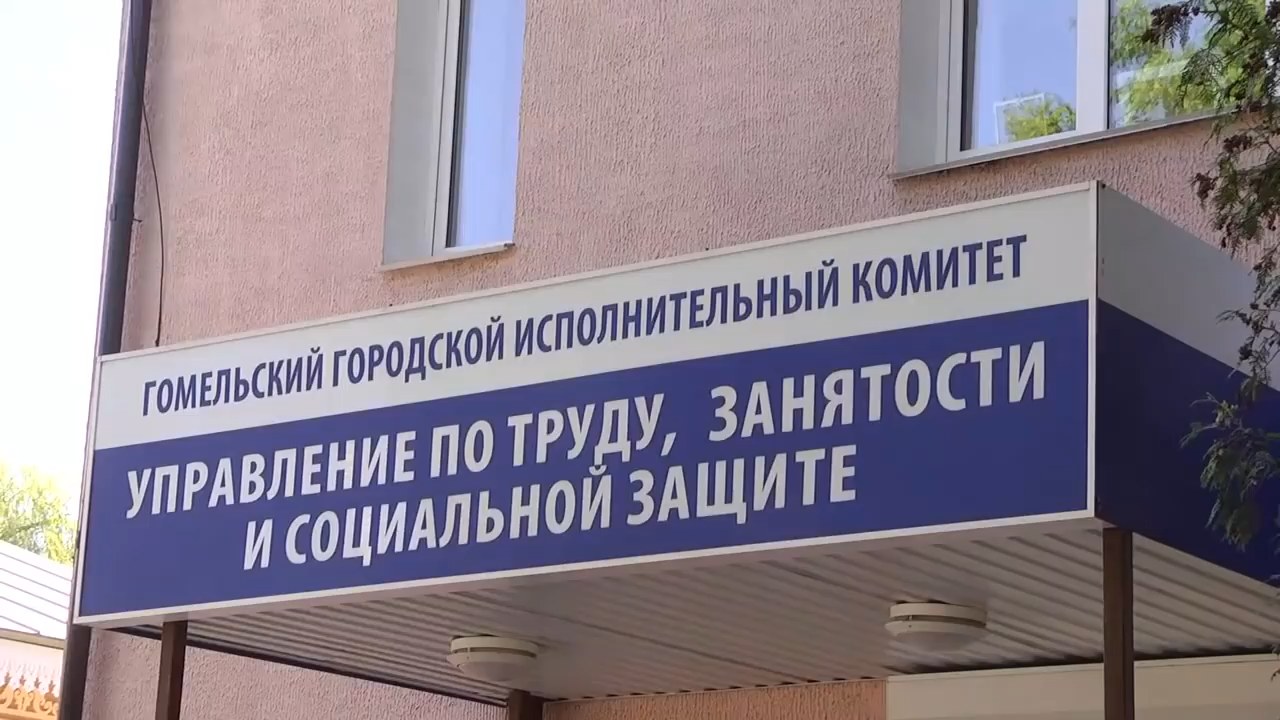 ГОМЕЛЬСКИЙ ГОРОДСКОЙ ИСПОЛНИТЕЛЬНЫЙ КОМИТЕТ
УПРАВЛЕНИЕ ПО ТРУДУ, ЗАНЯТОСТИ
И СОЦИАЛЬНОЙ ЗАЩИТЕ